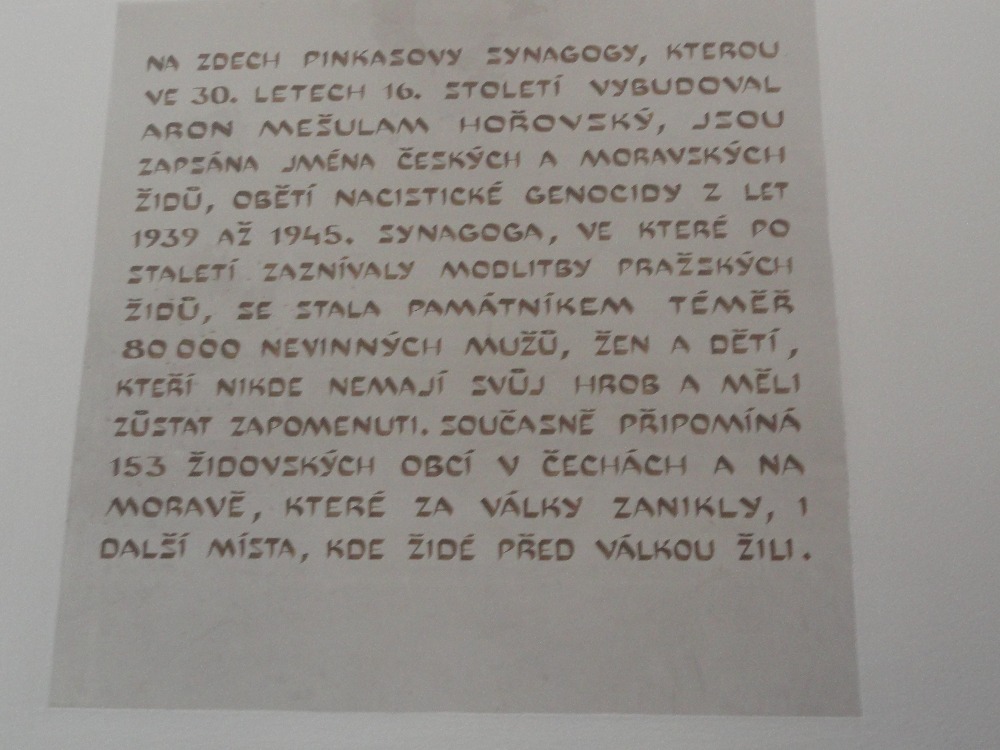 NA ZDECH PINKASOVY SYNAGOGY, KTEROU
VE 30. LETECH 16. STOLETÍ VYBUDOVAL
ARON MEŠULAM HOŘOVSKÝ, JSOU
ZAPSÁNA JMÉNA ČESKÝCH A MORAVSKÝCH
ŽIDŮ, OBĚTÍ NACISTICKÉ GENOCIDY Z LET
1939 AŽ 1945. SYNAGOGA, VE KTERÉ PO
STALETÍ ZAZNÍVALY MODLITBY PRAŽSKÝCH
ŽIDŮ, SE STALA PAMÁTNÍKEM TÉMĚŘ
80 000 NEVINNÝCH MUŽŮ, ŽEN A DĚTÍ,
KTEŘÍ NIKDE NEMAJÍ SVŮJ HROB A MĚLI
ZŮSTAT ZAPOMENUTI. SOUČASNĚ PŘIPOMÍNÁ
153 ŽIDOVSKÝCH OBCÍ V ČECHÁCH A NA
MORAVĚ, KTERÉ ZA VÁLKY ZANIKLY, I
DALŠÍ MÍSTA, KDE ŽIDÉ PŘED VÁLKOU ŽILI.